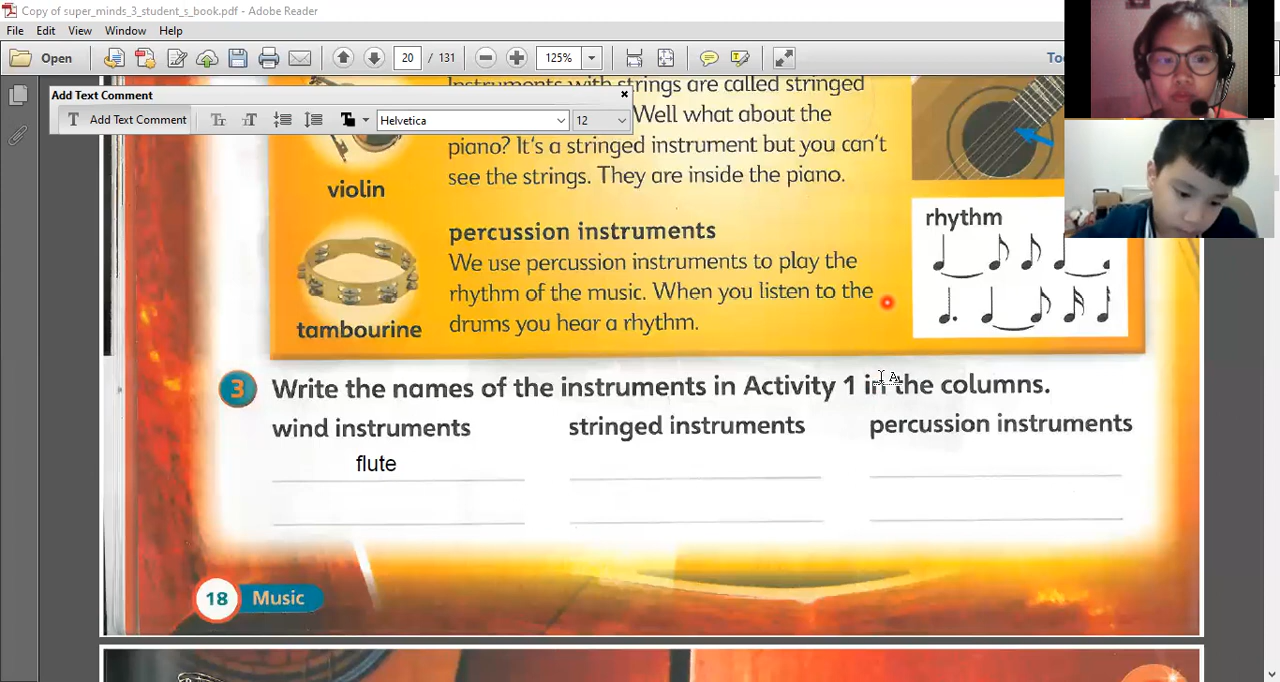 Copy of super_minds_3_student_s_book.pdf - Adobe Reader
File Edit View Window Help
Open 20 / 131 125%
Add Text Comment
Add Text Comment Helvetica 12
Instruments with strings are called stringed
Well what about the
piano? It's a stringed instrument but you can't
see the strings. They are inside the piano.
violin
rhythm
percussion instruments
We use percussion instruments to play the
rhythm of the music. When you listen to the
drums you hear a rhythm.
tambourine
3 Write the names of the instruments in Activity 1 in the columns.
wind instruments stringed instruments percussion instruments
flute
18 Music